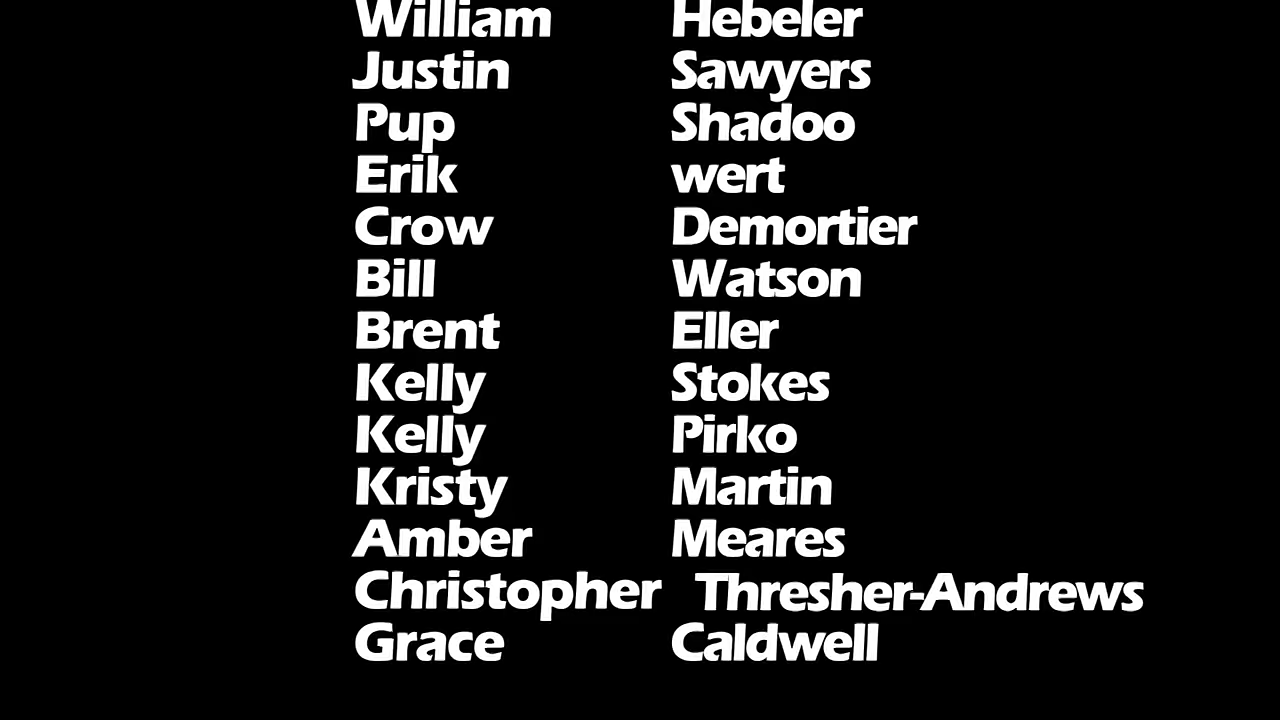 William Hebeler
Justin Sawyers
Pup Shadoo
Erik wert
Crow Demortier
Bill Watson
Brent Eller
Kelly Stokes
Kelly Pirko
Kristy Martin
Amber Meares
Christopher Thresher-Andrews
Grace Caldwell